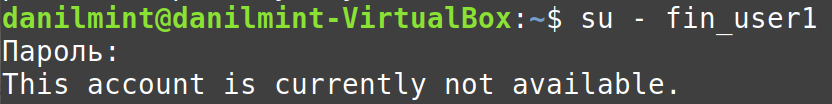 danilmint@danilmint-VirtualBox:~$ su - fin_user1
Пароль:
This account is currently not available.